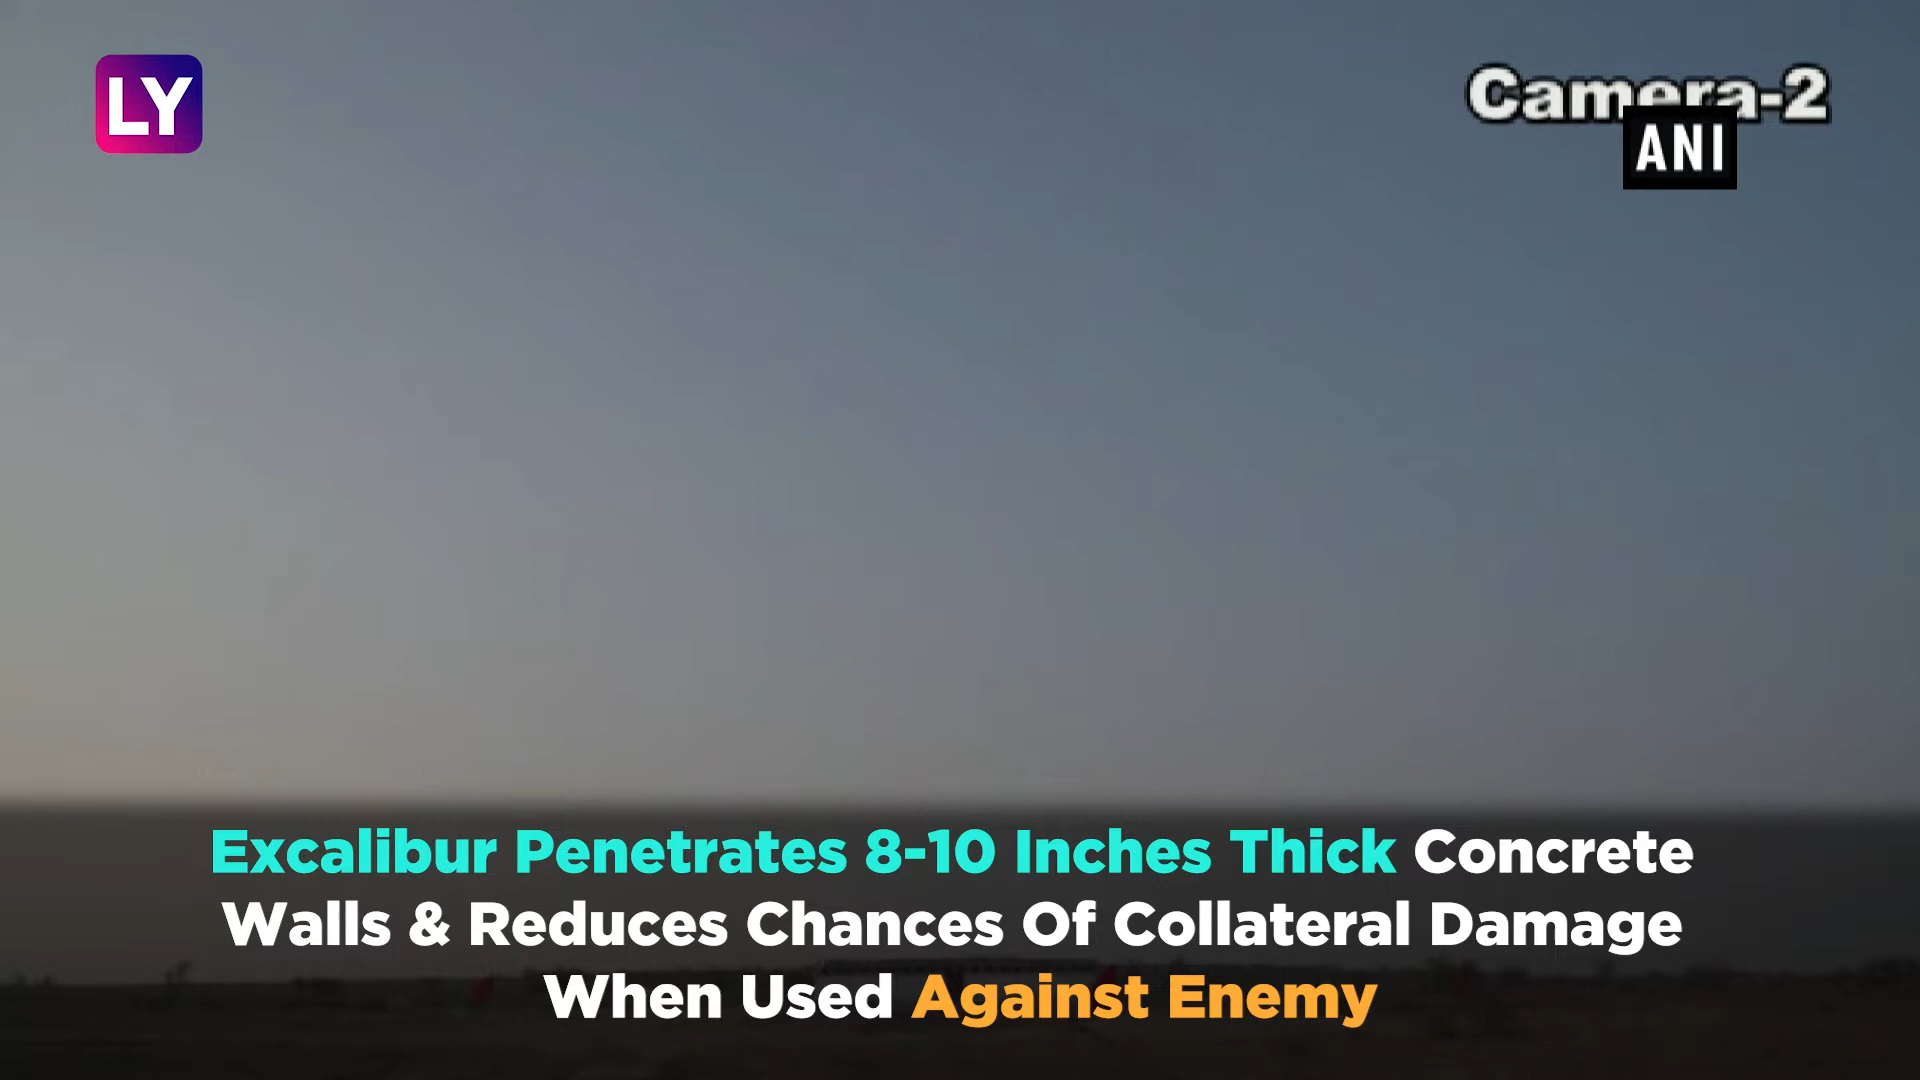 LY
Camera-2
ANI
Excalibur Penetrates 8-10 Inches Thick Concrete
Walls & Reduces Chances Of Collateral Damage
When Used Against Enemy